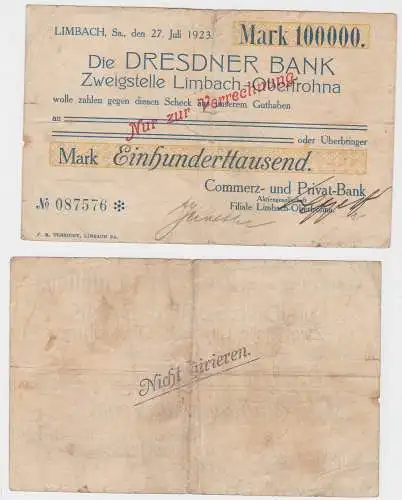 LIMBACH, Sa., den 27. Juli 1923.
Mark 100000.
Die DRESDNER BANK
Zweigstelle Limbach-Oberfrohna
wolle zahlen gegen diesen Scheck aus unserem Guthaben
an
oder Überbringer
Nur zur Verrechnung
Mark Einhunderttausend.
Commerz- und Privat-Bank
Aktiengesellschaft
Filiale Limbach-Oberfrohna.
No 087576 ✻
LIMBACH SA.
Nicht girieren.